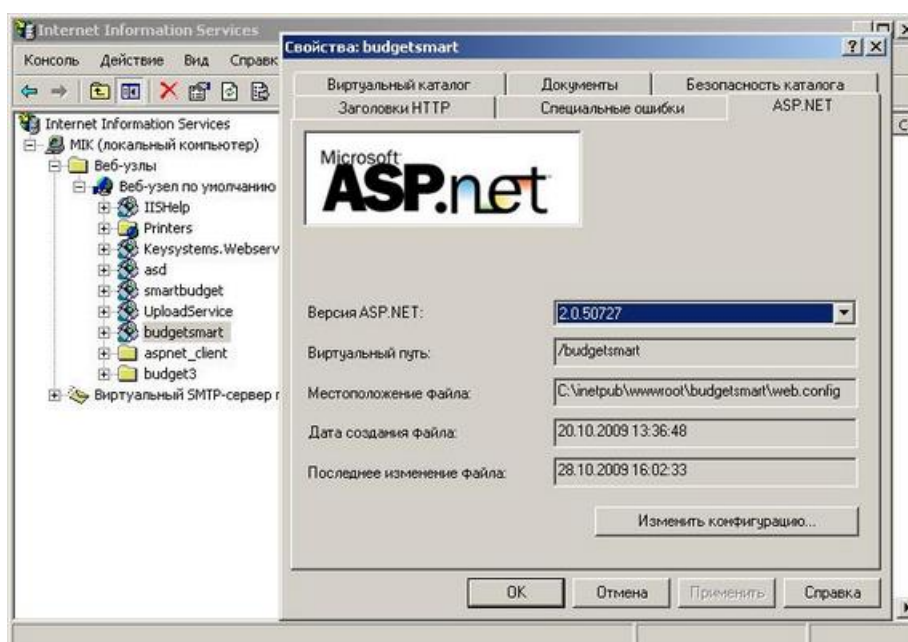 Internet Information Services
Консоль Действие Вид Справк
Internet Information Services
МІК (локальный компьютер)
Веб-узлы
Веб-узел по умолчанию
IISHelp
Printers
Keysystems.Webserv
asd
smartbudget
UploadService
budgetsmart
aspnet_client
budget3
Виртуальный SMTP-сервер
Свойства: budgetsmart
Виртуальный каталог
Документы
Безопасность каталога
Заголовки HTTP
Специальные ошибки
ASP.NET
Microsoft
ASP.net
Версия ASP.NET:
2.0.50727
Виртуальный путь:
/budgetsmart
Местоположение файла:
C:\inetpub\wwwroot\budgetsmart\web.config
Дата создания файла:
20.10.2009 13:36:48
Последнее изменение файла:
28.10.2009 16:02:33
Изменить конфигурацию...
OK
Отмена
Применить
Справка